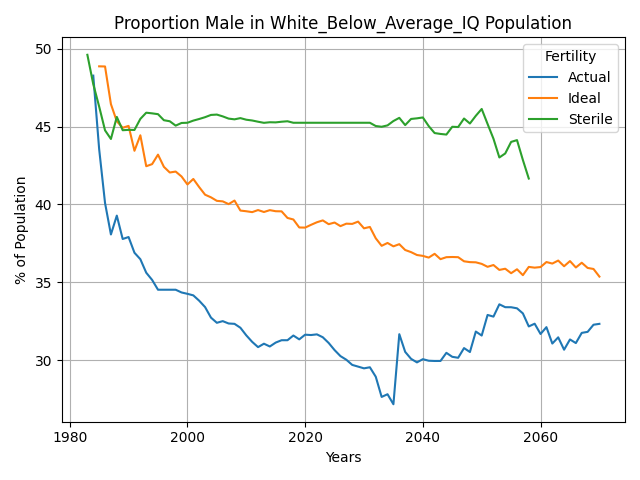 Proportion Male in White_Below_Average_IQ Population
Fertility
Actual
Ideal
Sterile
% of Population
50
45
40
35
30
1980
2000
2020
2040
2060
Years